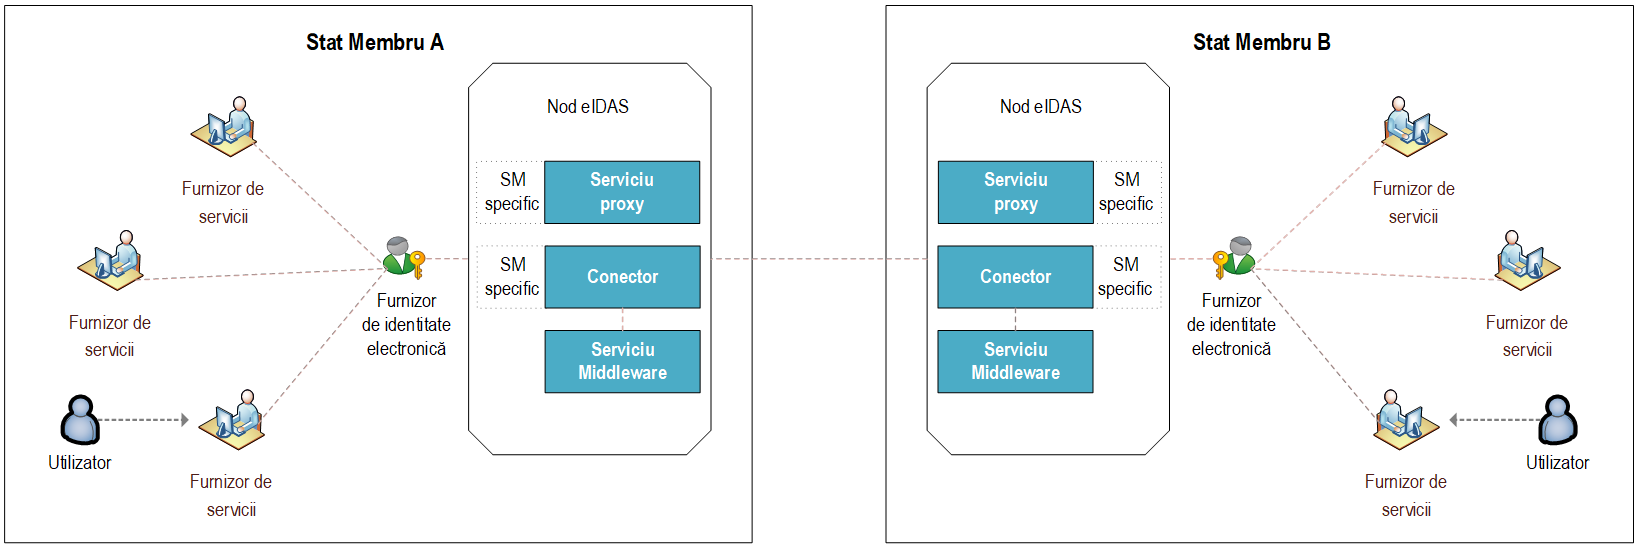 Stat Membru A
Nod eIDAS
Furnizor de
servicii
SM
specific
Serviciu
proxy
Furnizor de
servicii
Furnizor
de identitate
electronică
SM
specific
Conector
Serviciu
Middleware
Utilizator
Furnizor de
servicii
Stat Membru B
Nod eIDAS
Serviciu
proxy
SM
specific
Furnizor de
servicii
Conector
SM
specific
Furnizor
de identitate
electronică
Furnizor de
servicii
Serviciu
Middleware
Furnizor de
servicii
Utilizator